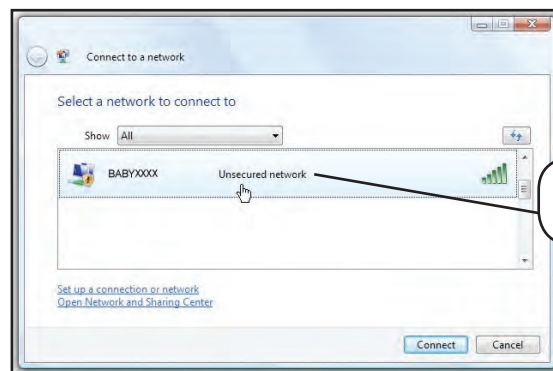 Connect to a network
Select a network to connect to
Show All
BABYXXXX Unsecured network
Set up a connection or network
Open Network and Sharing Center
Connect Cancel